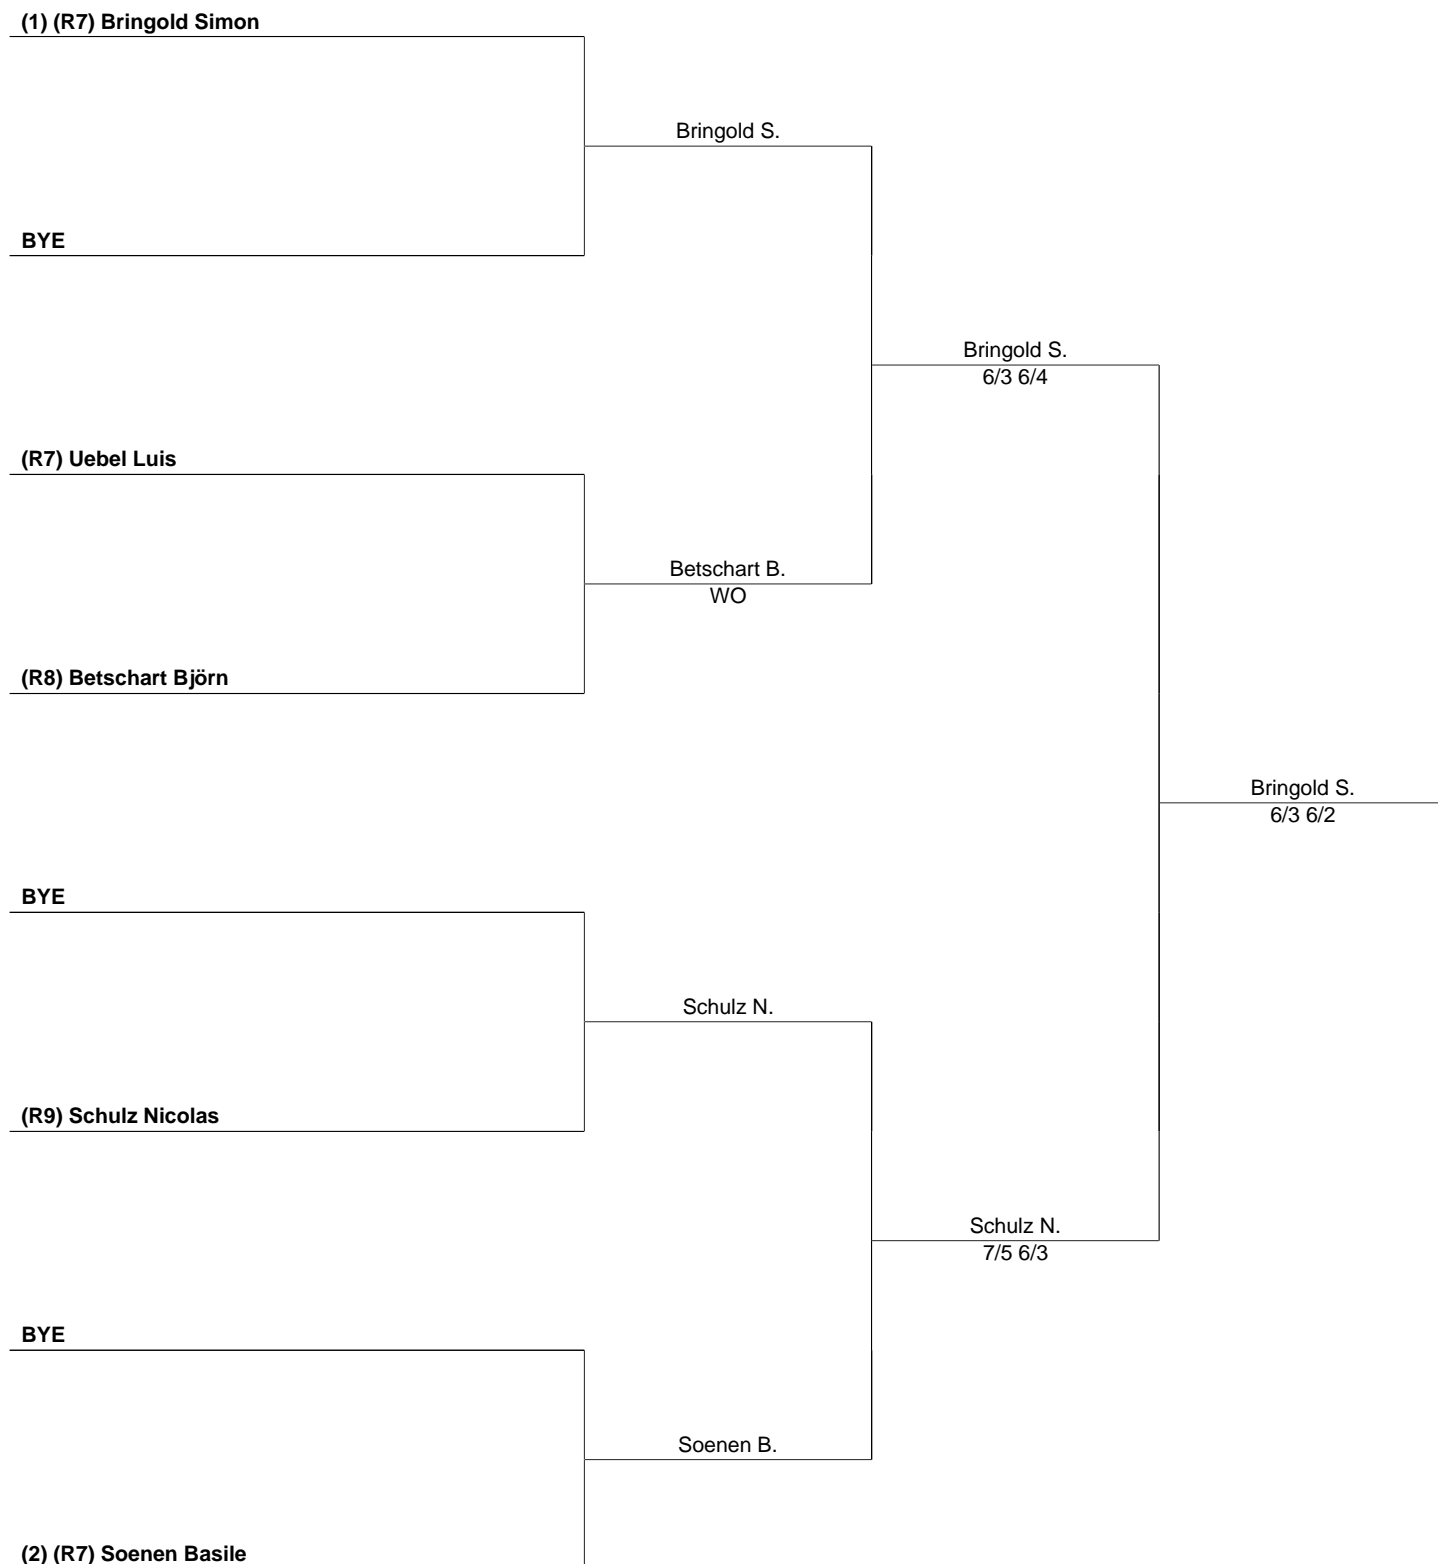 (1) (R7) Bringold Simon
Bringold S.
BYE
Bringold S.
6/3 6/4
(R7) Uebel Luis
Betschart B.
WO
(R8) Betschart Björn
Bringold S.
6/3 6/2
BYE
Schulz N.
(R9) Schulz Nicolas
Schulz N.
7/5 6/3
BYE
Soenen B.
(2) (R7) Soenen Basile